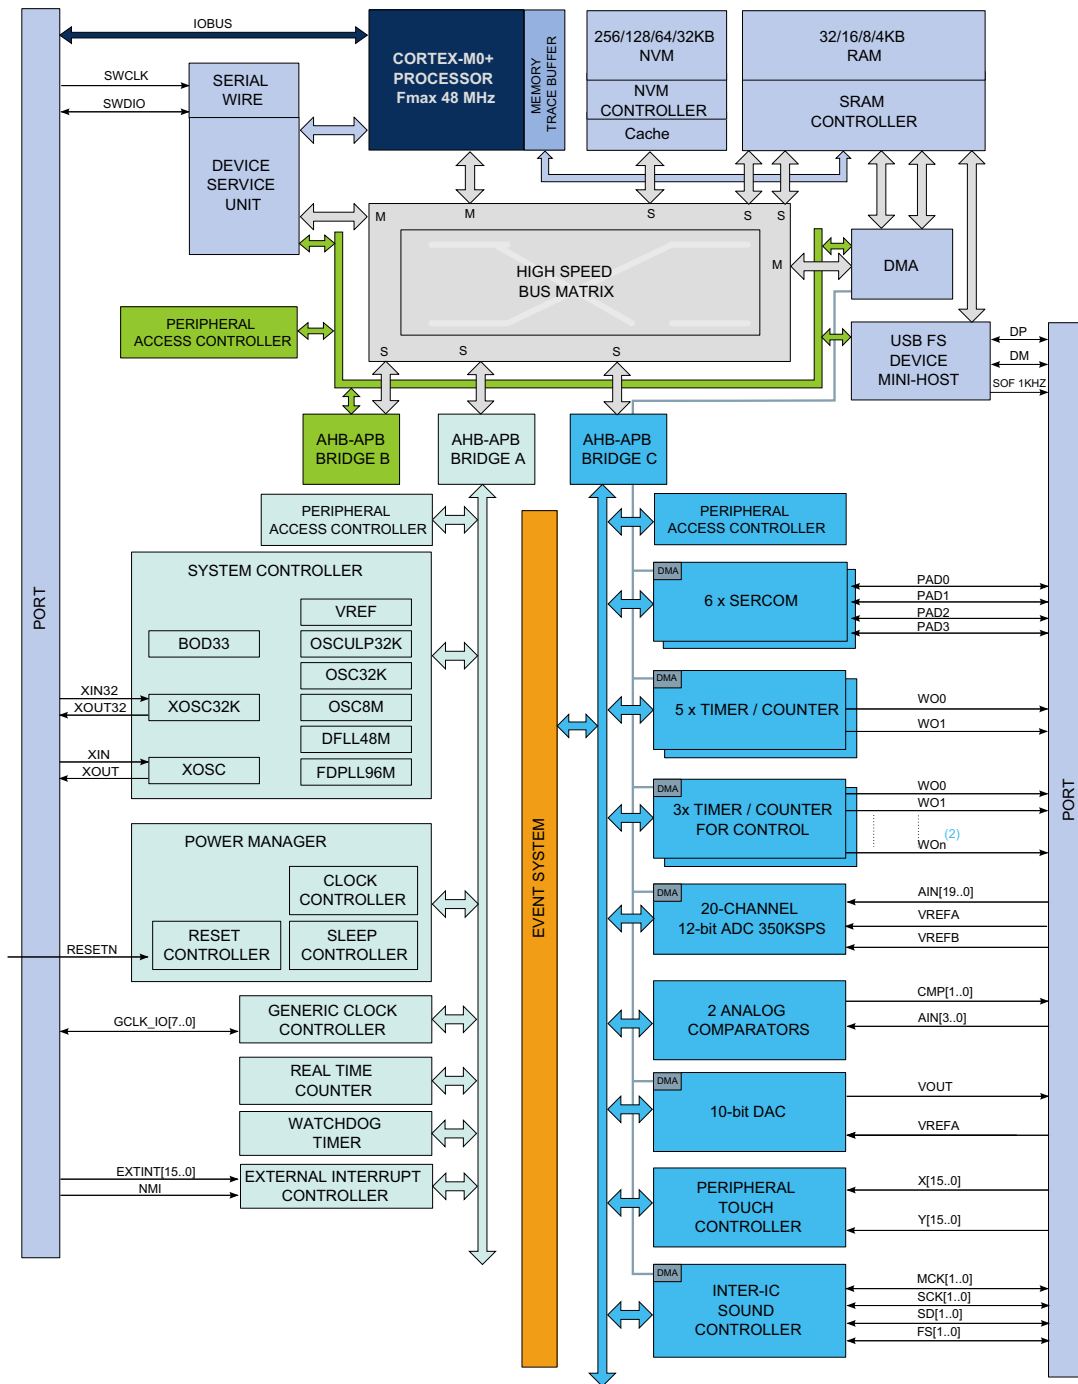 IOBUS
SWCLK
SWDIO
SERIAL
WIRE
DEVICE
SERVICE
UNIT
CORTEX-M0+
PROCESSOR
Fmax 48 MHz
MEMORY
TRACE BUFFER
256/128/64/32KB
NVM
NVM
CONTROLLER
Cache
32/16/8/4KB
RAM
SRAM
CONTROLLER
M
M
S
S
S
M
HIGH SPEED
BUS MATRIX
S
S
S
DMA
PERIPHERAL
ACCESS CONTROLLER
USB FS
DEVICE
MINI-HOST
DP
DM
SOF 1KHZ
AHB-APB
BRIDGE B
AHB-APB
BRIDGE A
AHB-APB
BRIDGE C
PORT
PORT
EVENT SYSTEM
PERIPHERAL
ACCESS CONTROLLER
SYSTEM CONTROLLER
VREF
BOD33
OSCULP32K
OSC32K
XOSC32K
OSC8M
DFLL48M
XOSC
FDPLL96M
XIN32
XOUT32
XIN
XOUT
POWER MANAGER
CLOCK
CONTROLLER
RESET
CONTROLLER
SLEEP
CONTROLLER
RESETN
GCLK_IO[7..0]
GENERIC CLOCK
CONTROLLER
REAL TIME
COUNTER
WATCHDOG
TIMER
EXTINT[15..0]
NMI
EXTERNAL INTERRUPT
CONTROLLER
PERIPHERAL
ACCESS CONTROLLER
DMA
6 x SERCOM
PAD0
PAD1
PAD2
PAD3
DMA
5 x TIMER / COUNTER
WO0
WO1
DMA
3x TIMER / COUNTER
FOR CONTROL
WO0
WO1
(2)
WOn
DMA
20-CHANNEL
12-bit ADC 350KSPS
AIN[19..0]
VREFA
VREFB
2 ANALOG
COMPARATORS
CMP[1..0]
AIN[3..0]
DMA
10-bit DAC
VOUT
VREFA
PERIPHERAL
TOUCH
CONTROLLER
X[15..0]
Y[15..0]
DMA
INTER-IC
SOUND
CONTROLLER
MCK[1..0]
SCK[1..0]
SD[1..0]
FS[1..0]